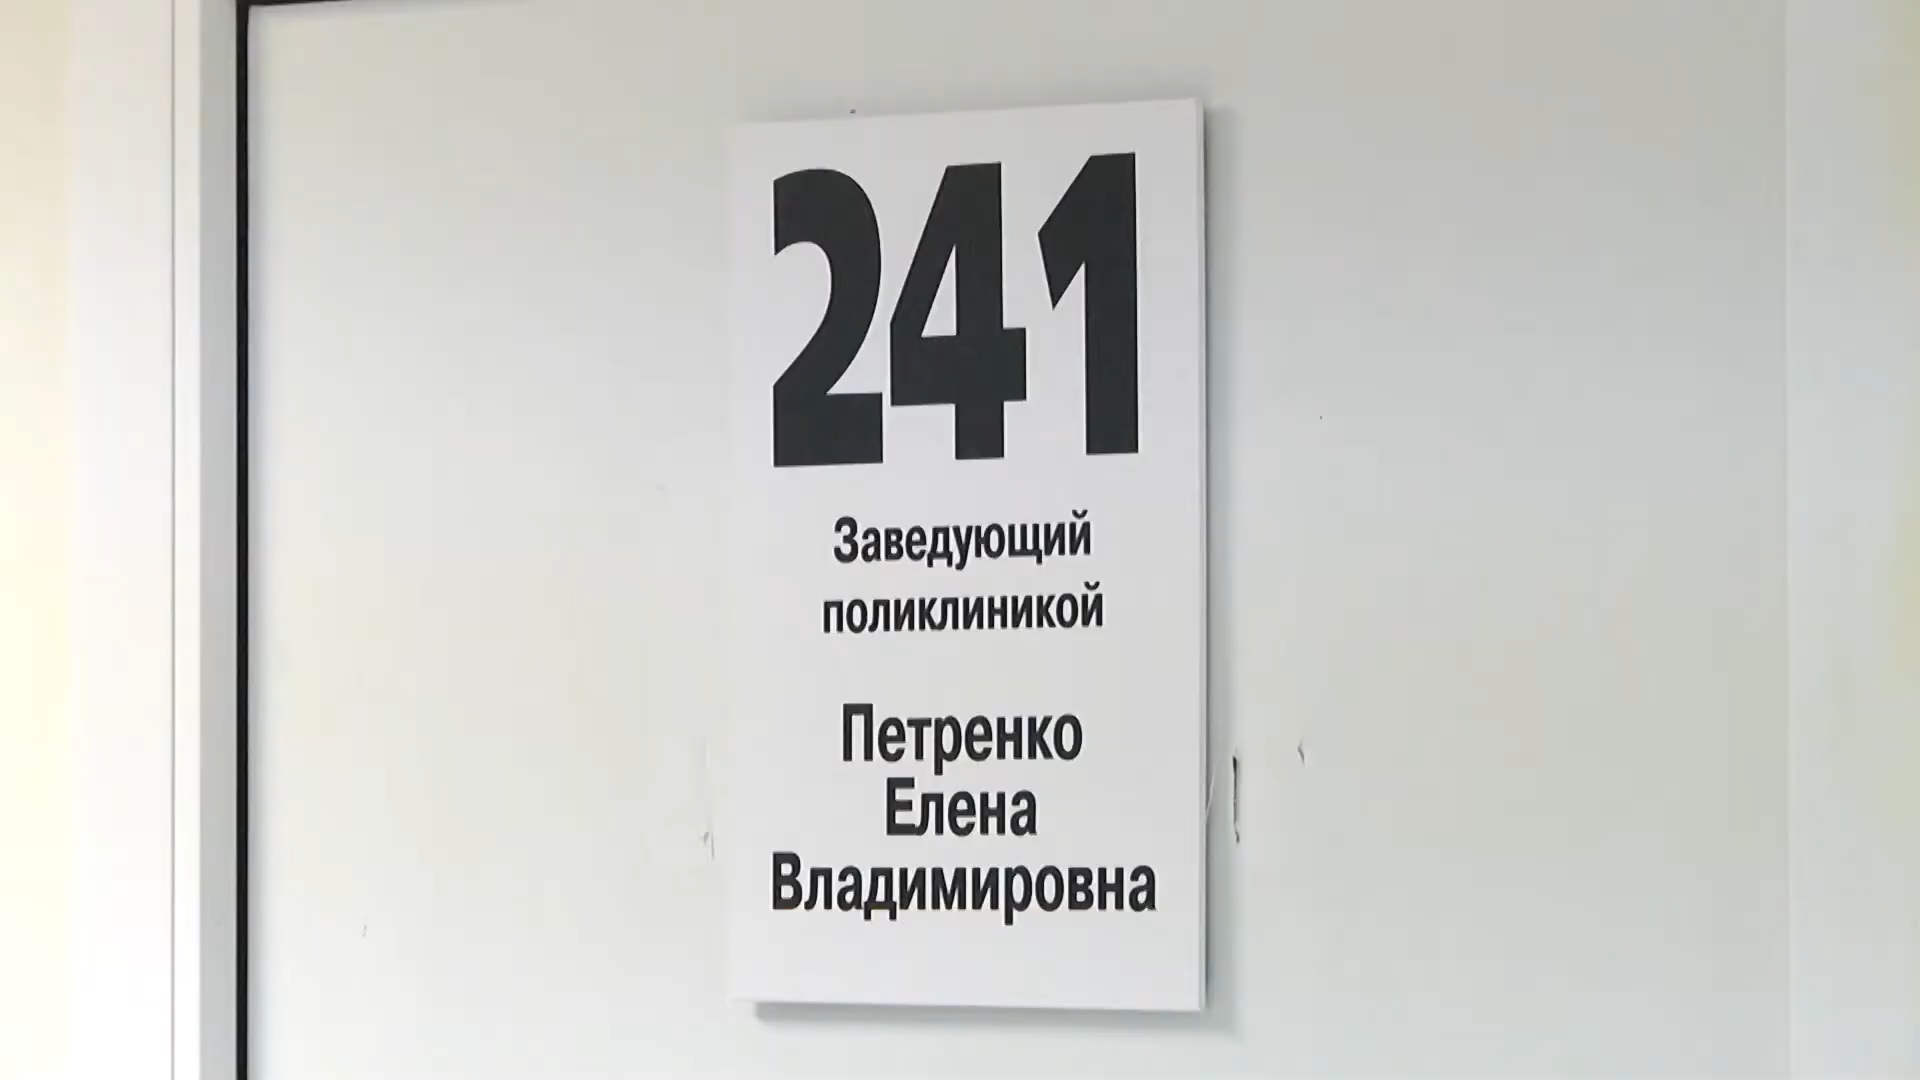 241
Заведующий
поликлиникой
Петренко
Елена
Владимировна